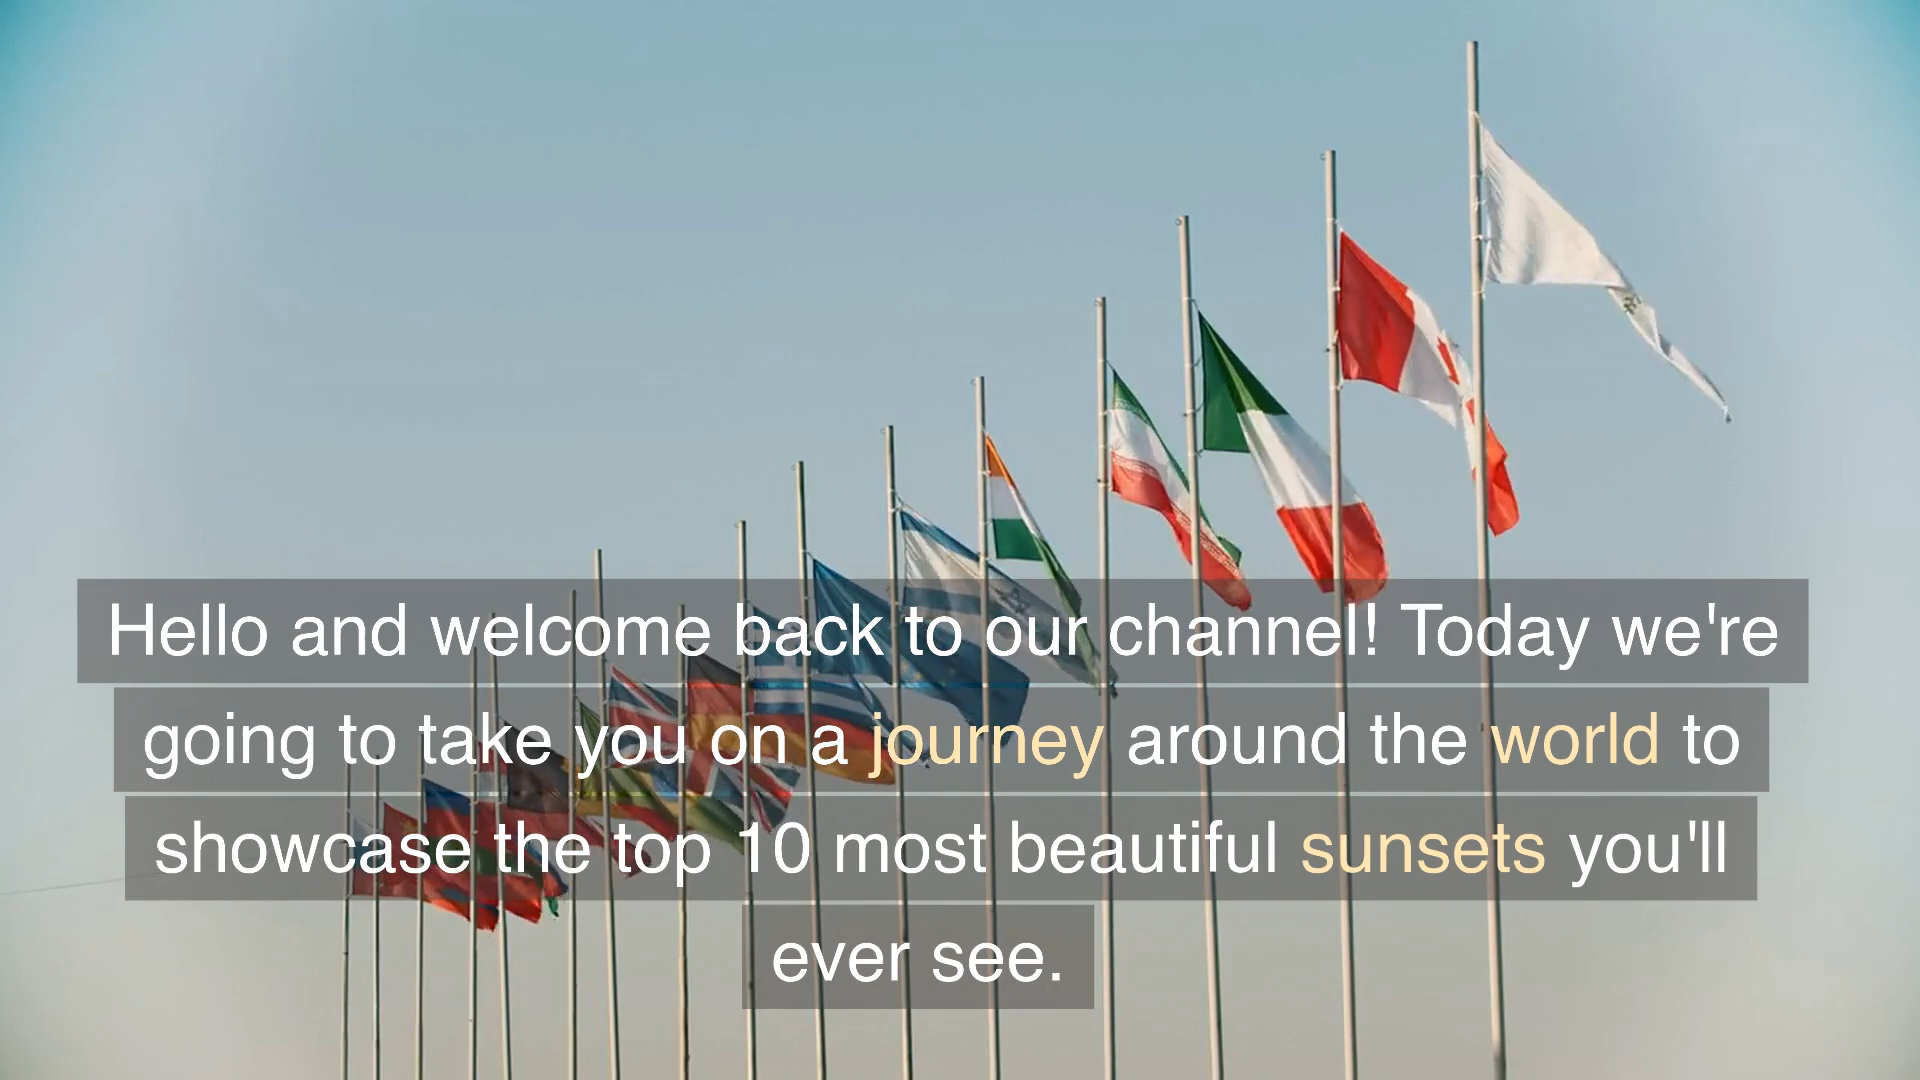 Hello and welcome back to our channel! Today we're
going to take you on a journey around the world to
showcase the top 10 most beautiful sunsets you'll
ever see.